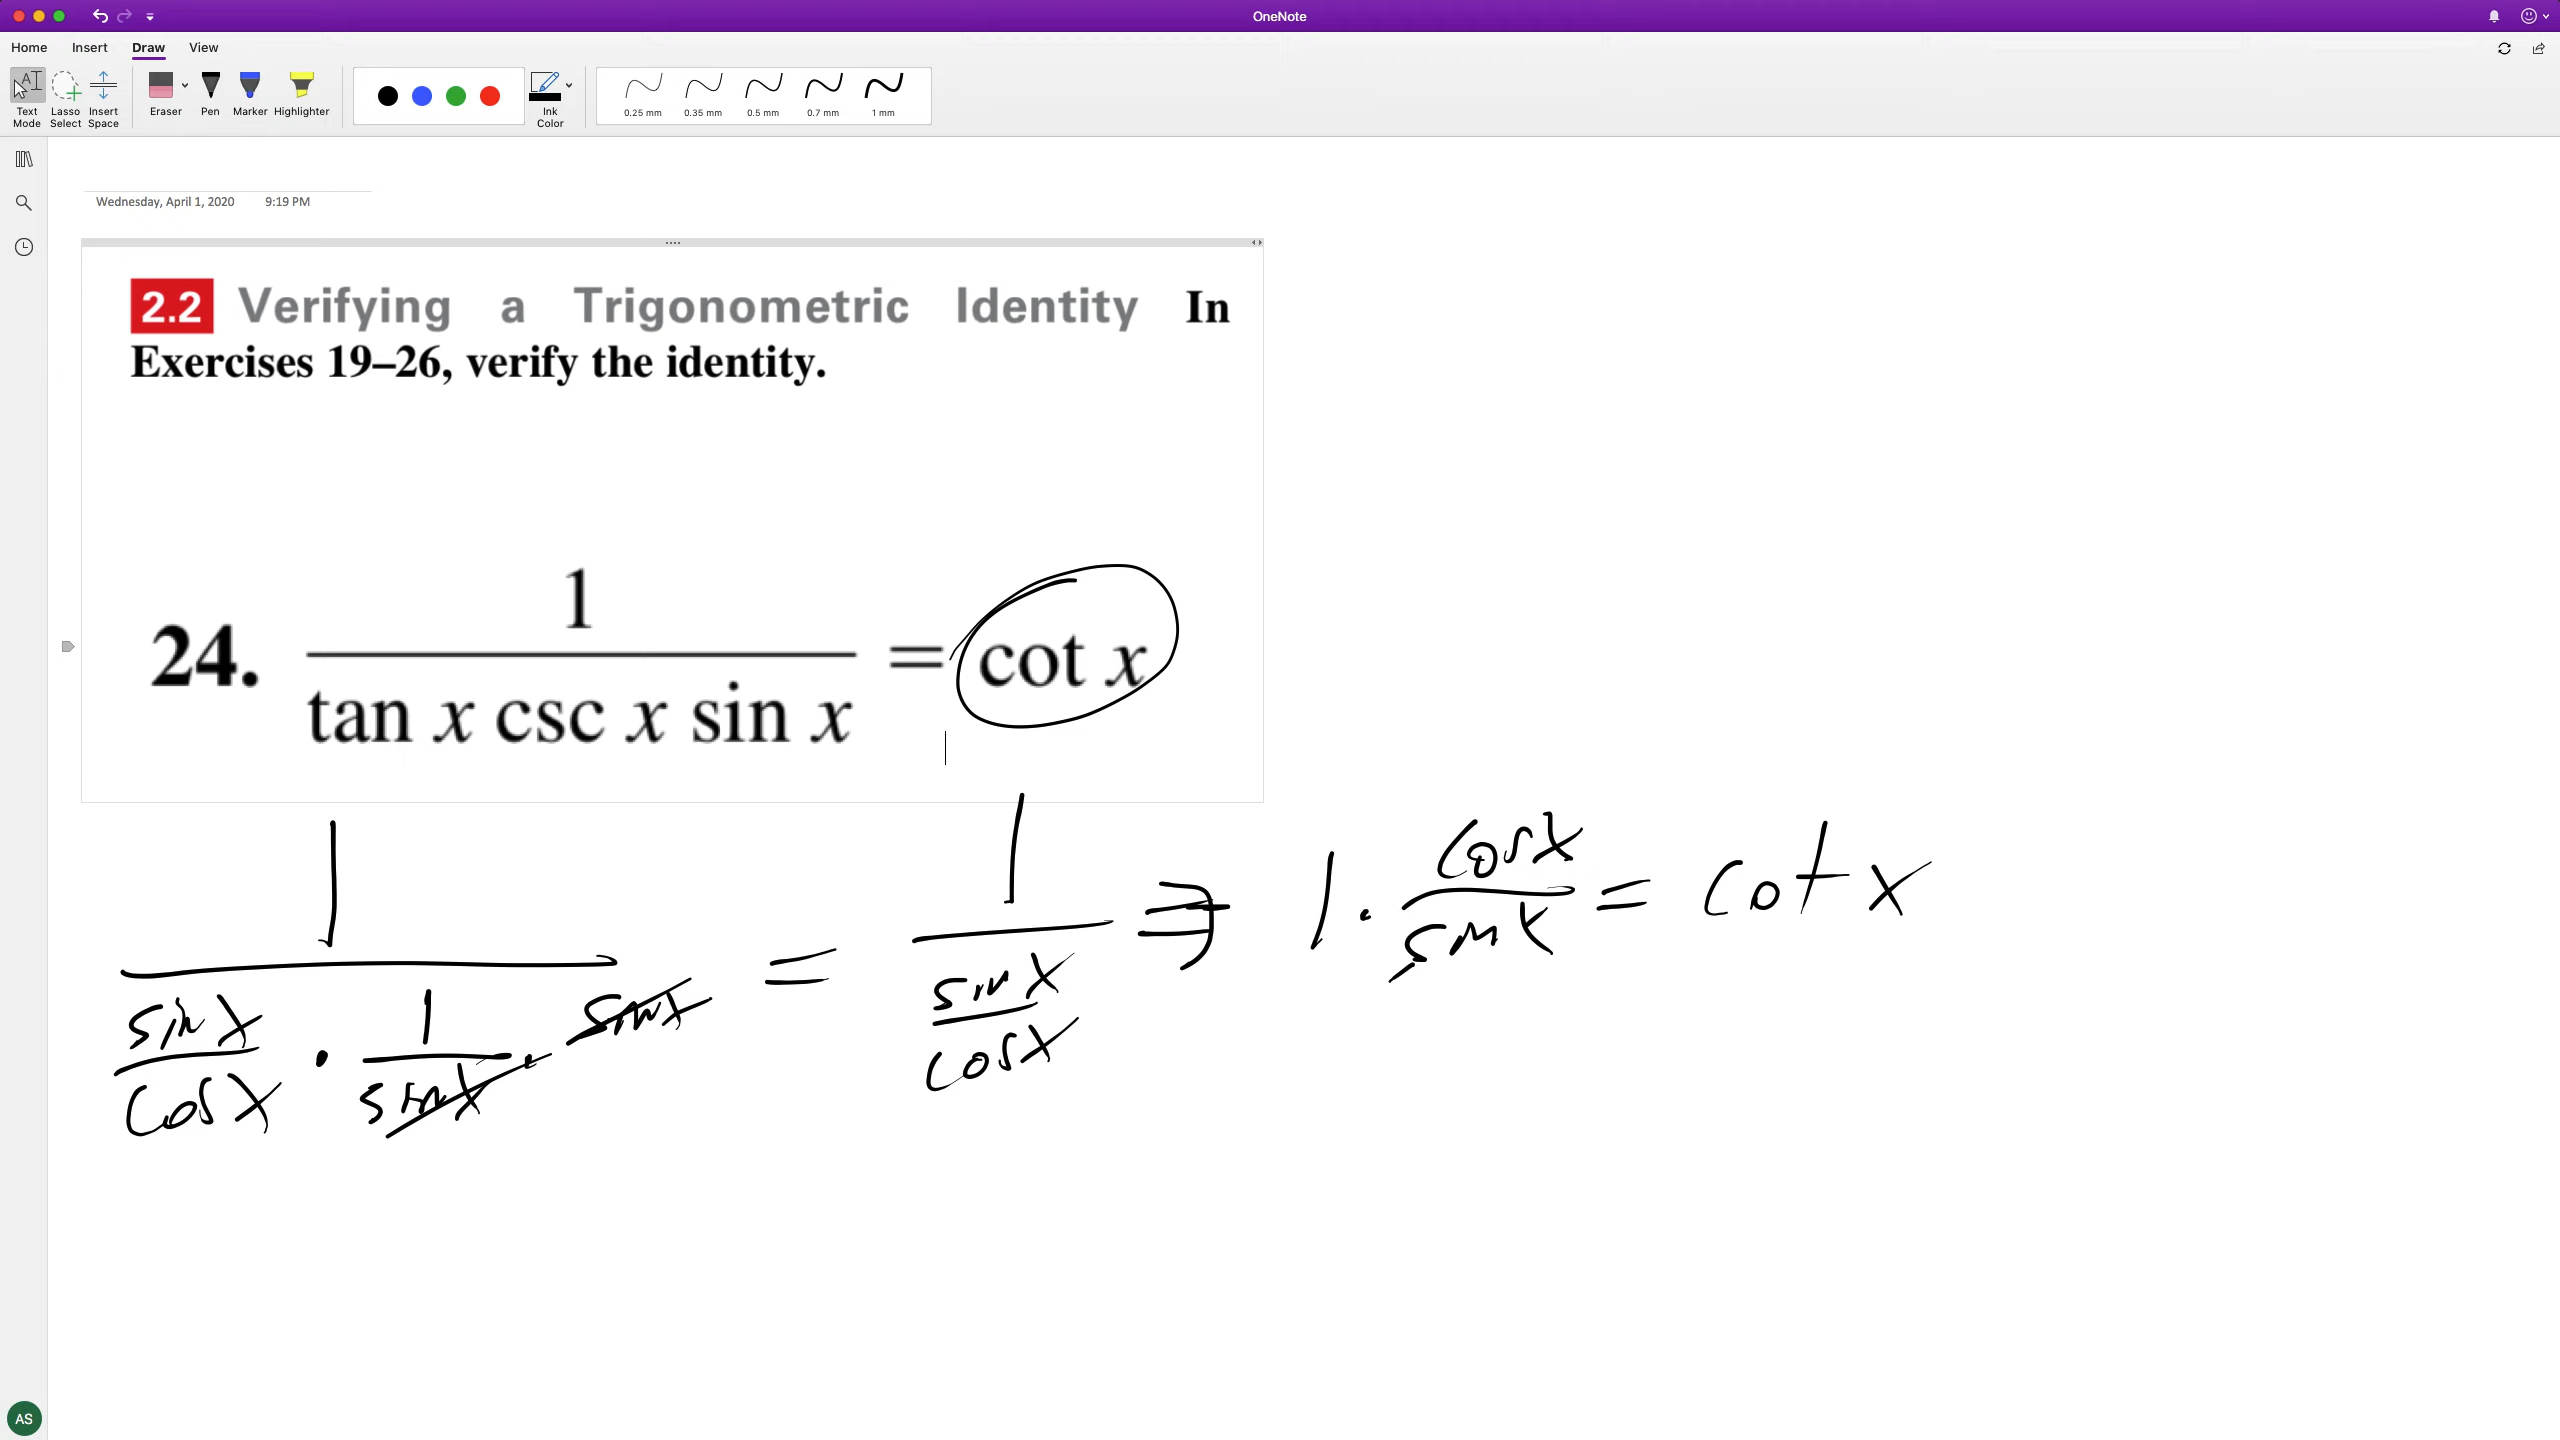 OneNote
Home Insert Draw View
Text Mode Lasso Select Insert Space Eraser Pen Marker Highlighter Ink Color 0.25 mm 0.35 mm 0.5 mm 0.7 mm 1 mm
Wednesday, April 1, 2020 9:19 PM
2.2 Verifying a Trigonometric Identity In
Exercises 19–26, verify the identity.
24. 1 / (tan x csc x sin x) = cot x
1 / (sin x / cos x · 1 / sin x · sin x) = 1 / (sin x / cos x) ⇒ 1 · cos x / sin x = cot x
AS